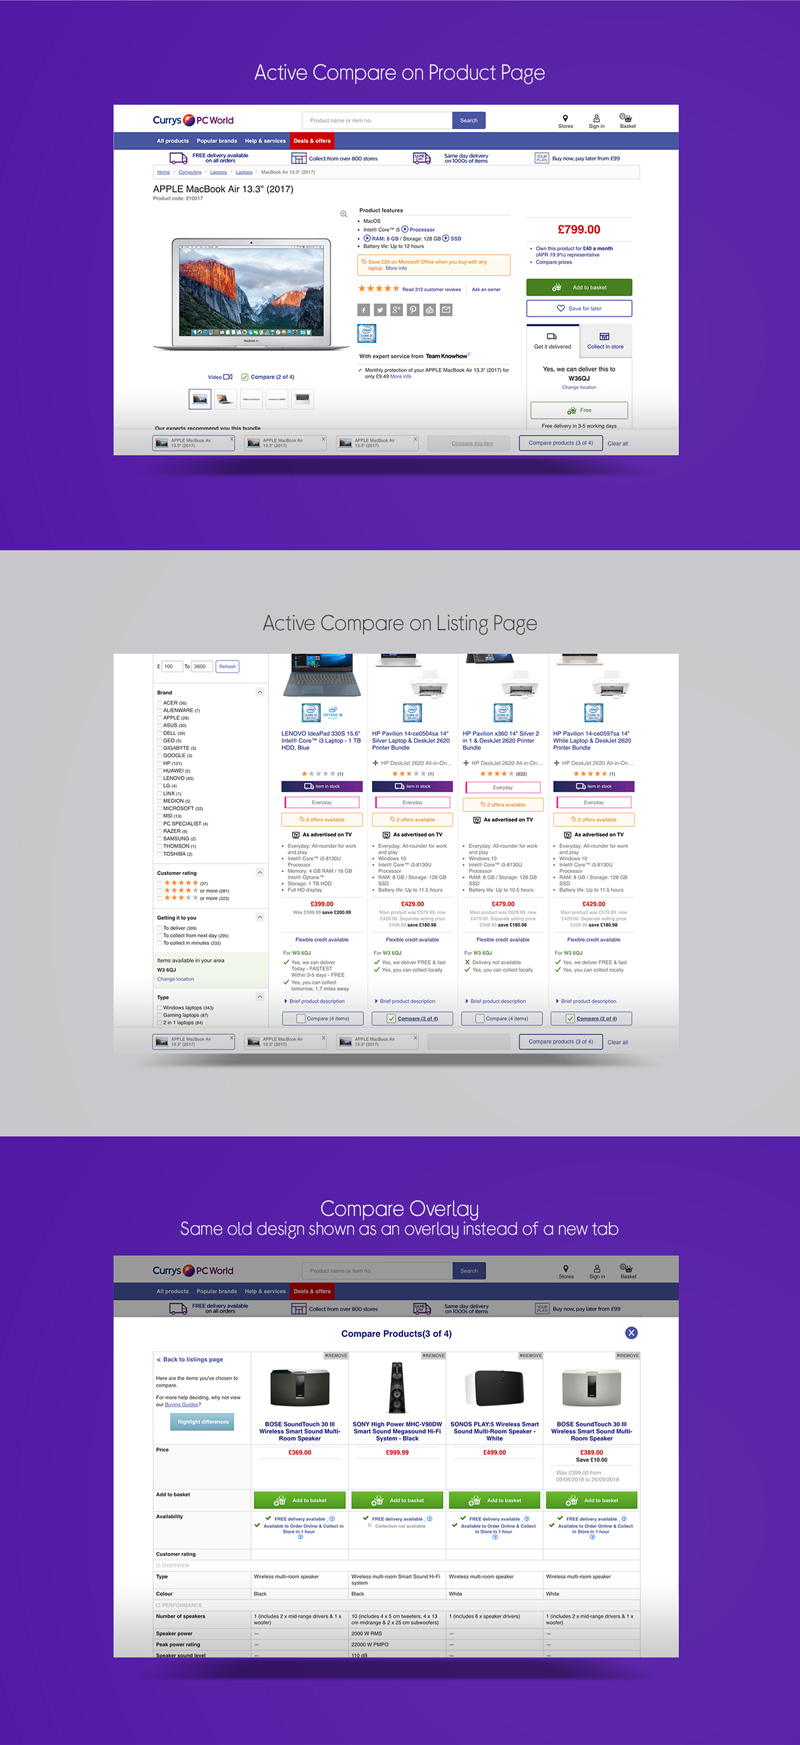 Active Compare on Product Page
Currys PC World
Product name or item no.
Search
Stores
Sign in
Basket
All products
Popular brands
Help & services
Deals & offers
FREE delivery available
on all orders
Collect from over 800 stores
Same day delivery
on 1000s of items
Buy now, pay later from £99
Home
Computing
Laptops
Laptops
MacBook Air 13.3" (2017)
APPLE MacBook Air 13.3" (2017)
Product code: 210017
Product features
MacOS
Intel® Core™ i5 Processor
RAM: 8 GB / Storage: 128 GB SSD
Battery life: Up to 12 hours
Save £20 on Microsoft Office when you buy with any
laptop. More info
Read 312 customer reviews
Ask an owner
With expert service from Team Knowhow
Monthly protection of your APPLE MacBook Air 13.3" (2017) for
only £9.49 More info
Video
Compare (2 of 4)
Our experts recommend you this bundle
£799.00
Own this product for £40 a month
(APR 19.9%) representative
Compare prices
Add to basket
Save for later
Get it delivered
Collect in store
Yes, we can deliver this to
W36QJ
Change location
Free
Free delivery in 3-5 working days
APPLE MacBook Air
13.3" (2017)
X
APPLE MacBook Air
13.3" (2017)
X
APPLE MacBook Air
13.3" (2017)
X
Compare this item
Compare products (3 of 4)
Clear all
Active Compare on Listing Page
£ 100 To 3800 Refresh
Brand
ACER (36)
ALIENWARE (7)
APPLE (26)
ASUS (30)
DELL (39)
GEO (3)
GIGABYTE (3)
GOOGLE (3)
HP (101)
HUAWEI (2)
LENOVO (63)
LG (4)
LINX (1)
MEDION (5)
MICROSOFT (32)
MSI (13)
PC SPECIALIST (4)
RAZER (9)
SAMSUNG (2)
THOMSON (1)
TOSHIBA (2)
Customer rating
(37)
or more (281)
or more (323)
Getting it to you
To deliver (309)
To collect from next day (295)
To collect in minutes (232)
Items available in your area
W3 6QJ
Change location
Type
Windows laptops (343)
Gaming laptops (87)
2 in 1 laptops (84)
LENOVO IdeaPad 330S 15.6"
Intel® Core™ i3 Laptop - 1 TB
HDD, Blue
(1)
Item in stock
Everyday
3 offers available
As advertised on TV
Everyday: All-rounder for work
and play
Intel® Core™ i3-8130U
Processor
Memory: 4 GB RAM / 16 GB
Intel® Optane™
Storage: 1 TB HDD
Full HD display
£399.00
Was £599.99 save £200.99
Flexible credit available
For W3 6QJ
Yes, we can deliver
Today - FASTEST
Within 3-5 days - FREE
Yes, you can collect
tomorrow, 1.7 miles away
Brief product description
Compare (4 items)
HP Pavilion 14-ce0504sa 14"
Silver Laptop & DeskJet 2620
Printer Bundle
HP DeskJet 2620 All-in-On...
(1)
Item in stock
Everyday
2 offers available
As advertised on TV
Everyday: All-rounder for work
and play
Windows 10
Intel® Core™ i3-8130U
Processor
RAM: 8 GB / Storage: 128 GB
SSD
Battery life: Up to 11.5 hours
£429.00
Main product was £579.99, now
£429.00. Separate selling price
£609.98 save £180.98
Flexible credit available
For W3 6QJ
Yes, we deliver FREE & fast
Yes, you can collect locally
Brief product description
Compare (2 of 4)
HP Pavilion x360 14" Silver 2
in 1 & DeskJet 2620 Printer
Bundle
HP DeskJet 2620 All-in-On...
(632)
Everyday
2 offers available
As advertised on TV
Everyday: All-rounder for work
and play
Windows 10
Intel® Core™ i3-8130U
Processor
RAM: 8 GB / Storage: 128 GB
SSD
Battery life: Up to 10.5 hours
£479.00
Main product was £629.99, now
save £180.98
Flexible credit available
For W3 6QJ
Delivery not available
Yes, you can collect locally
Brief product description
Compare (4 items)
HP Pavilion 14-ce0597sa 14"
White Laptop & DeskJet 2620
Printer Bundle
HP DeskJet 2620 All-in-On...
(1)
Item in stock
Everyday
2 offers available
As advertised on TV
Everyday: All-rounder for work
and play
Windows 10
Intel® Core™ i3-8130U
Processor
RAM: 8 GB / Storage: 128 GB
SSD
Battery life: Up to 11.5 hours
£429.00
Main product was £579.99, now
£429.00. Separate selling price
£609.98 save £180.98
Flexible credit available
For W3 6QJ
Yes, we deliver FREE & fast
Yes, you can collect locally
Brief product description
Compare (2 of 4)
APPLE MacBook Air
13.3" (2017)
X
APPLE MacBook Air
13.3" (2017)
X
APPLE MacBook Air
13.3" (2017)
X
Compare products (3 of 4)
Clear all
Compare Overlay
Same old design shown as an overlay instead of a new tab
Currys PC World
Product name or item no.
Search
Stores
Sign in
Basket
All products
Popular brands
Help & services
Deals & offers
FREE delivery available
on all orders
Collect from over 800 stores
Same day delivery
on 1000s of items
Buy now, pay later from £99
Compare Products(3 of 4)
X
< Back to listings page
Here are the items you've chosen to
compare.
For more help deciding, why not view
our Buying Guides?
Highlight differences
REMOVE
REMOVE
REMOVE
REMOVE
BOSE SoundTouch 30 III
Wireless Smart Sound Multi-
Room Speaker
SONY High Power MHC-V90DW
Smart Sound Megasound Hi-Fi
System - Black
SONOS PLAY:5 Wireless Smart
Sound Multi-Room Speaker -
White
BOSE SoundTouch 30 III
Wireless Smart Sound Multi-
Room Speaker
Price
£369.00
£999.99
£499.00
£389.00
Save £10.00
Was £399.00 from
09/08/2018 to 26/09/2018
Add to basket
Add to basket
Add to basket
Add to basket
Add to basket
Availability
FREE delivery available
Available to Order Online & Collect in
Store in 1 hour
FREE delivery available
Collection not available
FREE delivery available
Available to Order Online & Collect
in Store in 1 hour
FREE delivery available
Available to Order Online & Collect
in Store in 1 hour
Customer rating
OVERVIEW
Type
Wireless multi-room speaker
Wireless multi-room Smart Sound Hi-Fi
system
Wireless multi-room speaker
Wireless multi-room speaker
Colour
Black
Black
White
White
PERFORMANCE
Number of speakers
1 (includes 2 x mid-range drivers & 1 x
woofer)
10 (includes 4 x 5 cm tweeters, 4 x 13
cm midrange & 2 x 25 cm subwoofers)
1 (includes 6 x speaker drivers)
1 (includes 2 x mid-range drivers & 1 x
woofer)
Speaker power
—
2000 W RMS
—
—
Peak power rating
—
22000 W PMPO
—
—
Speaker sound level
—
110 dB
—
—